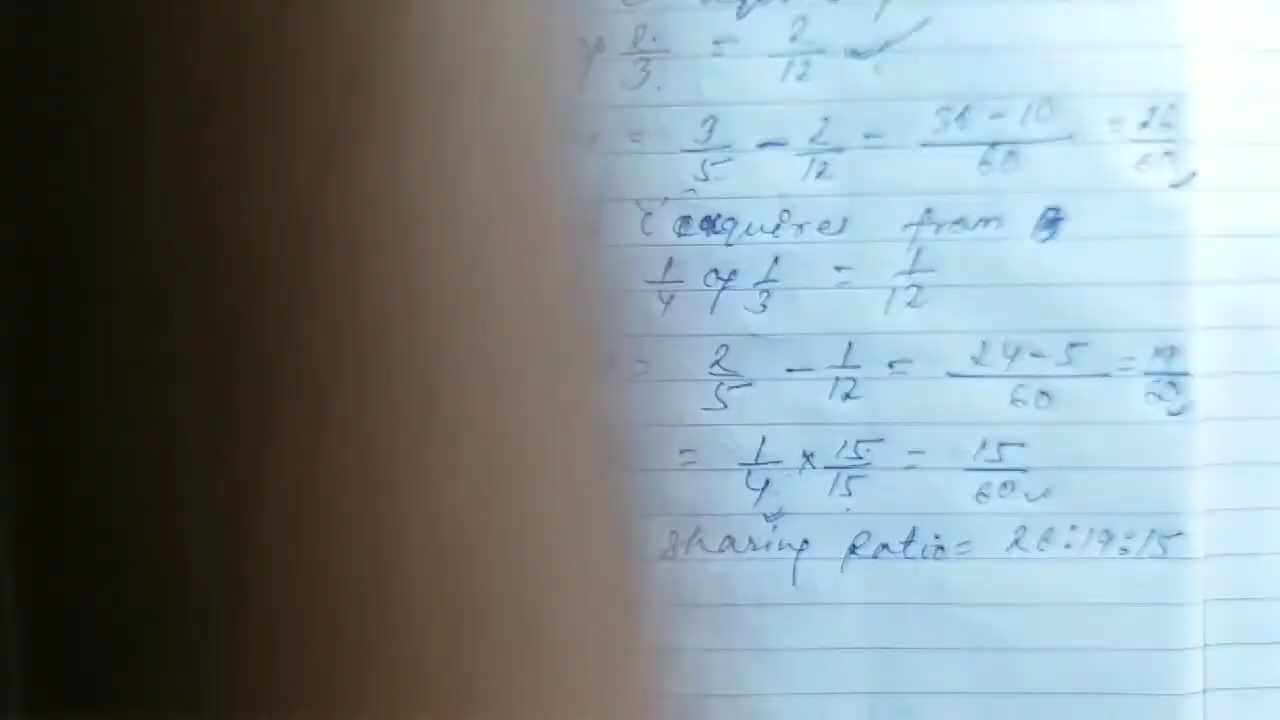 2/3 = 2/12 ✓
= 3/5 - 2/12 = 36-10/60 = 26/60
C acquires from B
1/4 of 1/3 = 1/12
= 2/5 - 1/12 = 24-5/60 = 19/60
= 1/4 × 15/15 = 15/60
sharing Ratio = 26:19:15